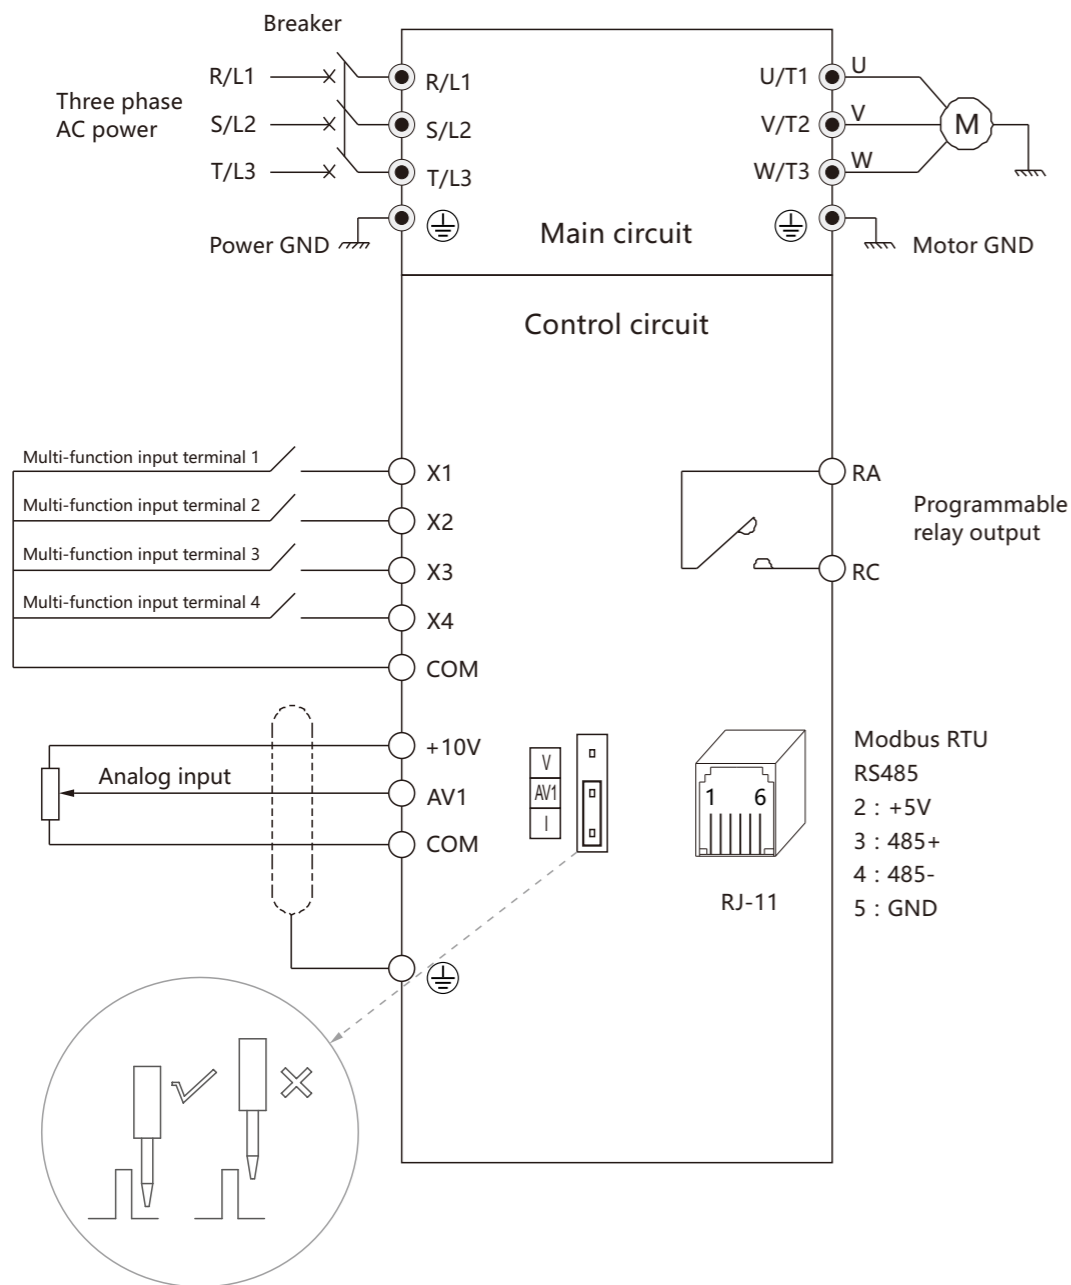 Breaker
Three phase
AC power
R/L1
S/L2
T/L3
R/L1
S/L2
T/L3
Power GND
Main circuit
U/T1
V/T2
W/T3
U
V
W
M
Motor GND
Control circuit
Multi-function input terminal 1
Multi-function input terminal 2
Multi-function input terminal 3
Multi-function input terminal 4
X1
X2
X3
X4
COM
RA
RC
Programmable
relay output
Analog input
+10V
AV1
COM
V
AV1
I
1 6
RJ-11
Modbus RTU
RS485
2 : +5V
3 : 485+
4 : 485-
5 : GND